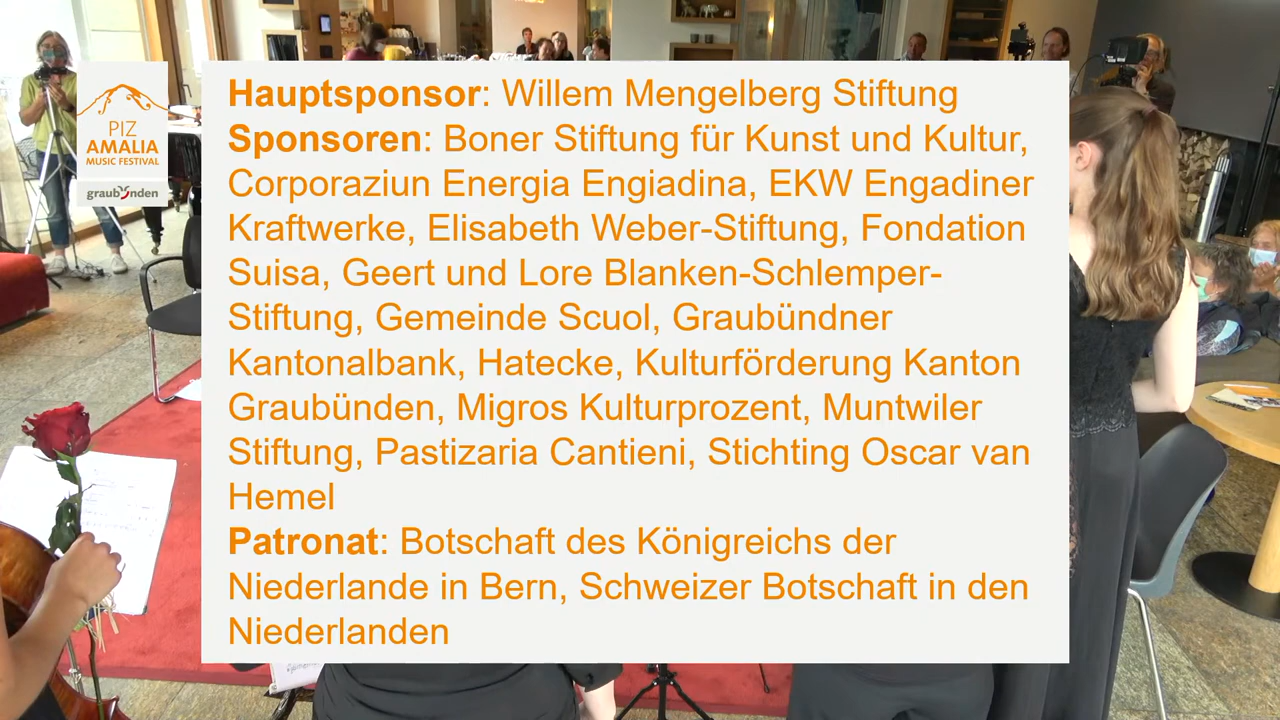 PIZ
AMALIA
MUSIC FESTIVAL
graubünden
Hauptsponsor: Willem Mengelberg Stiftung
Sponsoren: Boner Stiftung für Kunst und Kultur,
Corporaziun Energia Engiadina, EKW Engadiner
Kraftwerke, Elisabeth Weber-Stiftung, Fondation
Suisa, Geert und Lore Blanken-Schlemper-
Stiftung, Gemeinde Scuol, Graubündner
Kantonalbank, Hatecke, Kulturförderung Kanton
Graubünden, Migros Kulturprozent, Muntwiler
Stiftung, Pastizaria Cantieni, Stichting Oscar van
Hemel
Patronat: Botschaft des Königreichs der
Niederlande in Bern, Schweizer Botschaft in den
Niederlanden